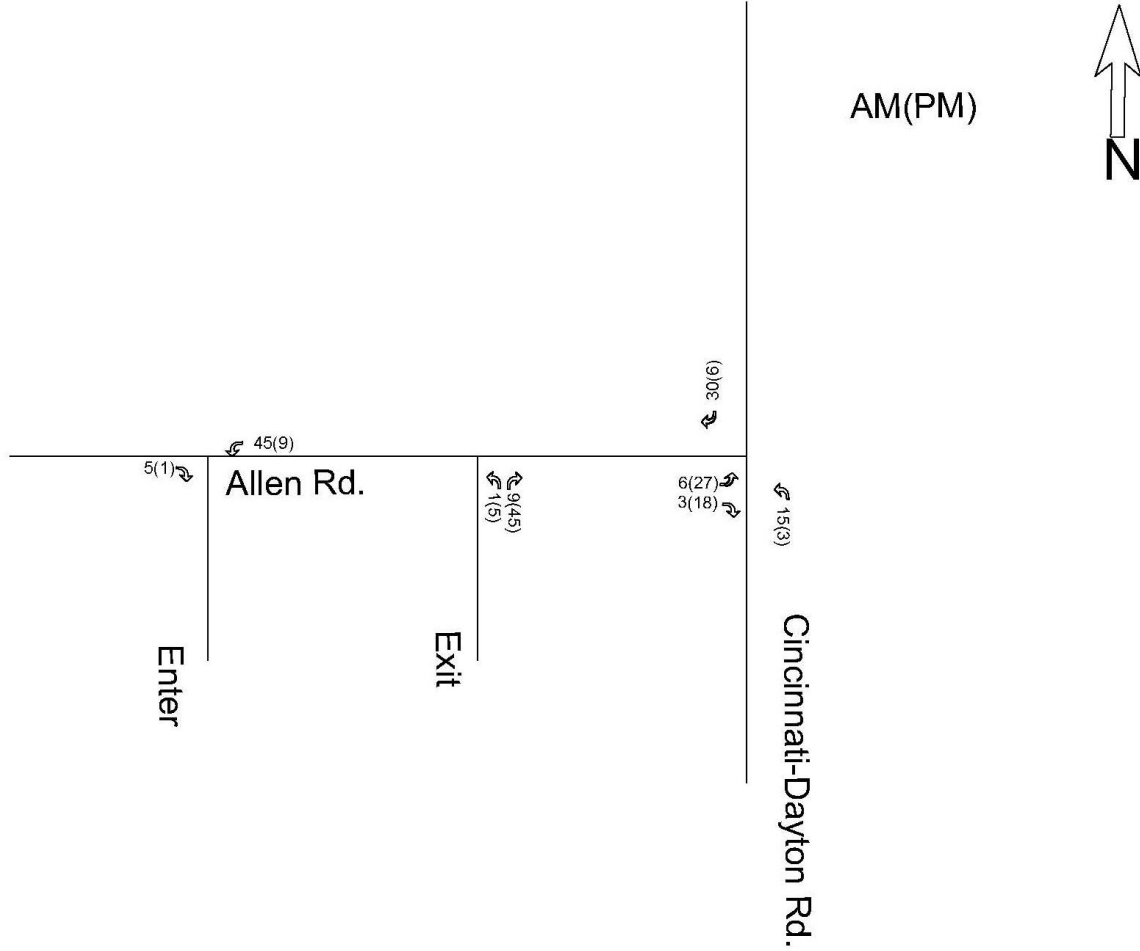 AM(PM)
N
30(6)
45(9)
5(1)
Allen Rd.
1(5)
9(45)
6(27)
3(18)
15(3)
Enter
Exit
Cincinnati-Dayton Rd.